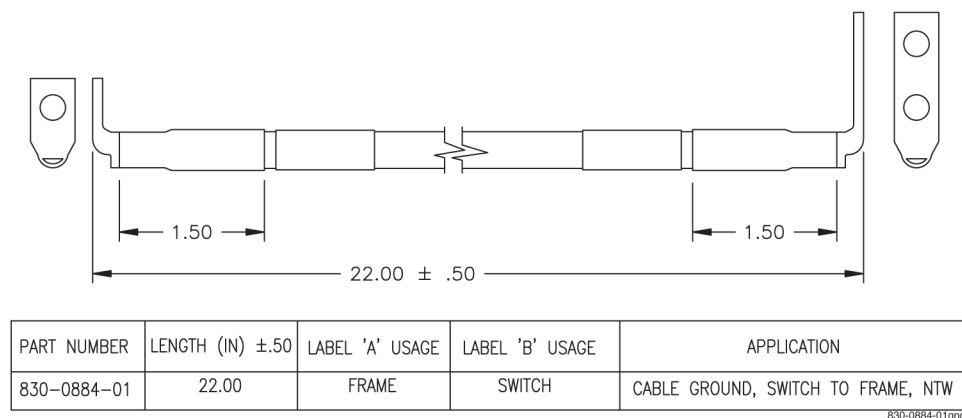 1.50
1.50
22.00 ± .50
PART NUMBER LENGTH (IN) ±.50 LABEL 'A' USAGE LABEL 'B' USAGE APPLICATION
830-0884-01 22.00 FRAME SWITCH CABLE GROUND, SWITCH TO FRAME, NTW